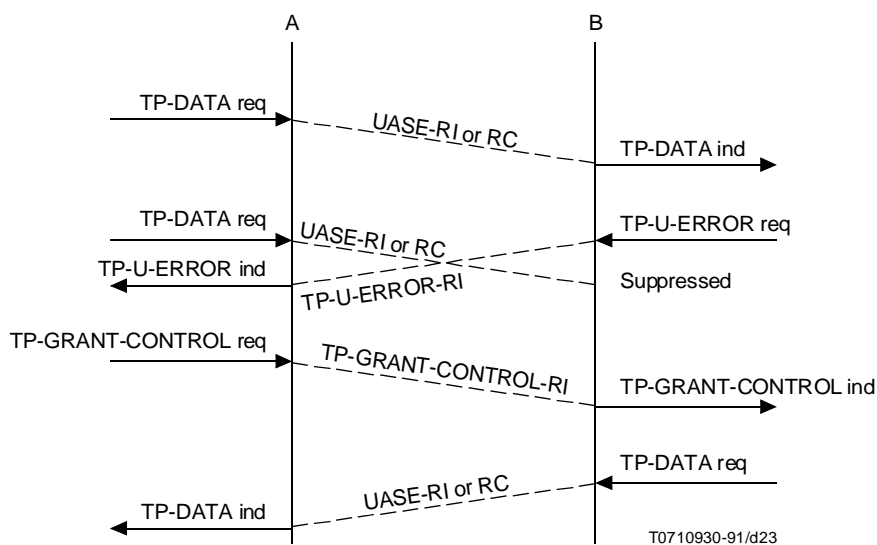 A
B
TP-DATA req
UASE-RI or RC
TP-DATA ind
TP-DATA req
UASE-RI or RC
TP-U-ERROR req
TP-U-ERROR ind
TP-U-ERROR-RI
Suppressed
TP-GRANT-CONTROL req
TP-GRANT-CONTROL-RI
TP-GRANT-CONTROL ind
TP-DATA req
UASE-RI or RC
TP-DATA ind
T0710930-91/d23